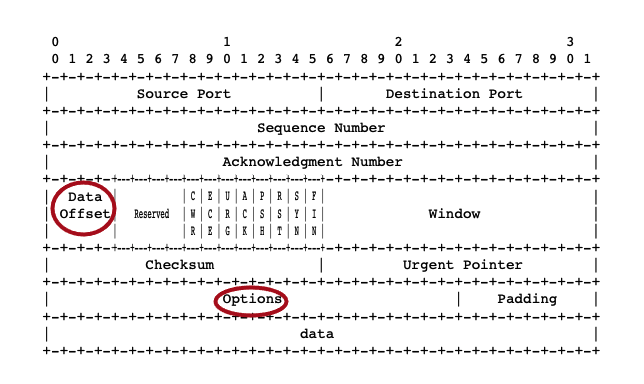 0 1 2 3
0 1 2 3 4 5 6 7 8 9 0 1 2 3 4 5 6 7 8 9 0 1 2 3 4 5 6 7 8 9 0 1
+-+-+-+-+-+-+-+-+-+-+-+-+-+-+-+-+-+-+-+-+-+-+-+-+-+-+-+-+-+-+-+-+
| Source Port | Destination Port |
+-+-+-+-+-+-+-+-+-+-+-+-+-+-+-+-+-+-+-+-+-+-+-+-+-+-+-+-+-+-+-+-+
| Sequence Number |
+-+-+-+-+-+-+-+-+-+-+-+-+-+-+-+-+-+-+-+-+-+-+-+-+-+-+-+-+-+-+-+-+
| Acknowledgment Number |
+-+-+-+-+-+-+-+-+-+-+-+-+-+-+-+-+-+-+-+-+-+-+-+-+-+-+-+-+-+-+-+-+
| Data | |C|E|U|A|P|R|S|F| |
| Offset| Reserved |W|C|R|C|S|S|Y|I| Window |
| | |R|E|G|K|H|T|N|N| |
+-+-+-+-+-+-+-+-+-+-+-+-+-+-+-+-+-+-+-+-+-+-+-+-+-+-+-+-+-+-+-+-+
| Checksum | Urgent Pointer |
+-+-+-+-+-+-+-+-+-+-+-+-+-+-+-+-+-+-+-+-+-+-+-+-+-+-+-+-+-+-+-+-+
| Options | Padding |
+-+-+-+-+-+-+-+-+-+-+-+-+-+-+-+-+-+-+-+-+-+-+-+-+-+-+-+-+-+-+-+-+
| data |
+-+-+-+-+-+-+-+-+-+-+-+-+-+-+-+-+-+-+-+-+-+-+-+-+-+-+-+-+-+-+-+-+